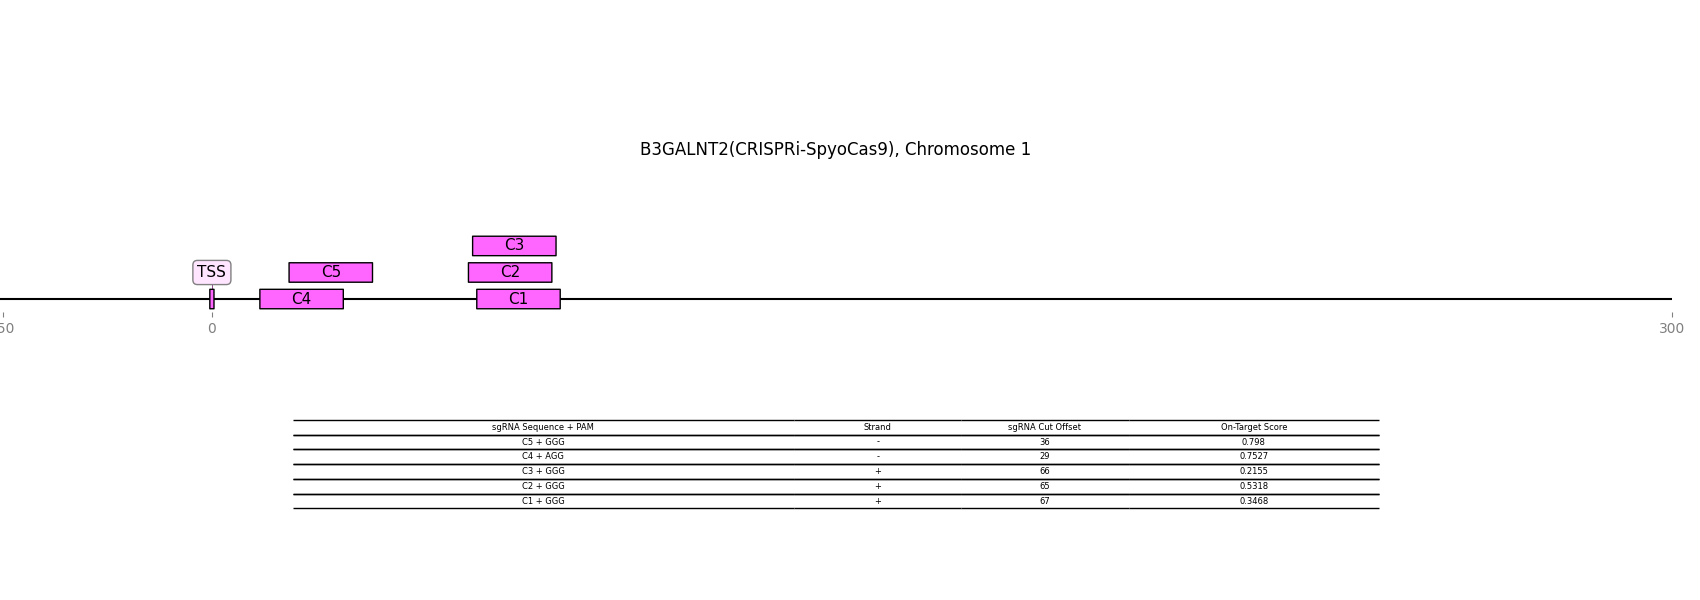 B3GALNT2(CRISPRi-SpyoCas9), Chromosome 1
C3
TSS C5 C2
C4 C1
50 0 300
sgRNA Sequence + PAM Strand sgRNA Cut Offset On-Target Score
C5 + GGG - 36 0.798
C4 + AGG - 29 0.7527
C3 + GGG + 66 0.2155
C2 + GGG + 65 0.5318
C1 + GGG + 67 0.3468